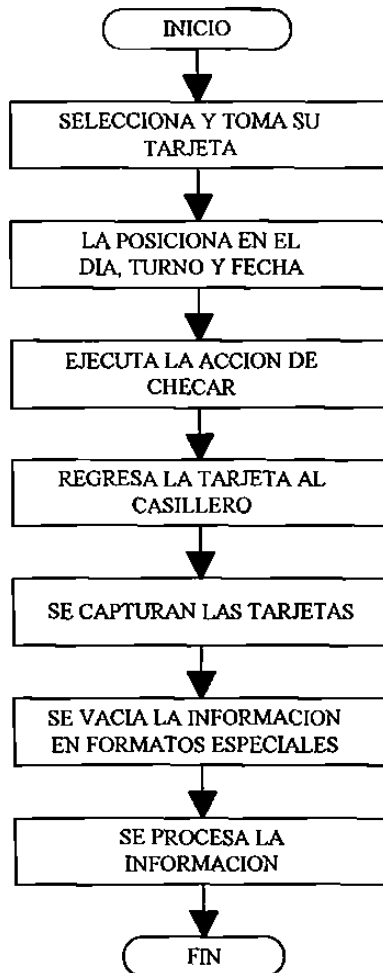 INICIO
SELECCIONA Y TOMA SU
TARJETA
LA POSICIONA EN EL
DIA, TURNO Y FECHA
EJECUTA LA ACCION DE
CHECAR
REGRESA LA TARJETA AL
CASILLERO
SE CAPTURAN LAS TARJETAS
SE VACIA LA INFORMACION
EN FORMATOS ESPECIALES
SE PROCESA LA
INFORMACION
FIN